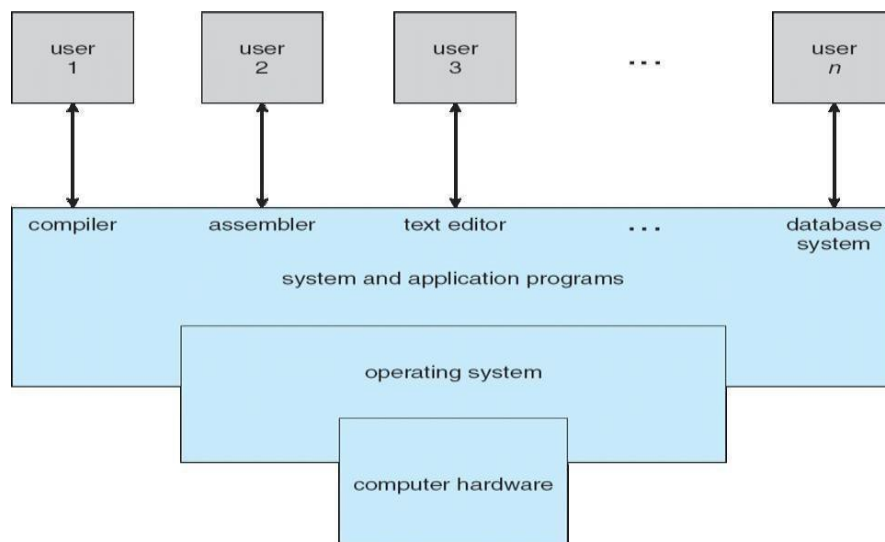 user
1
user
2
user
3
...
user
n
compiler
assembler
text editor
...
database
system
system and application programs
operating system
computer hardware